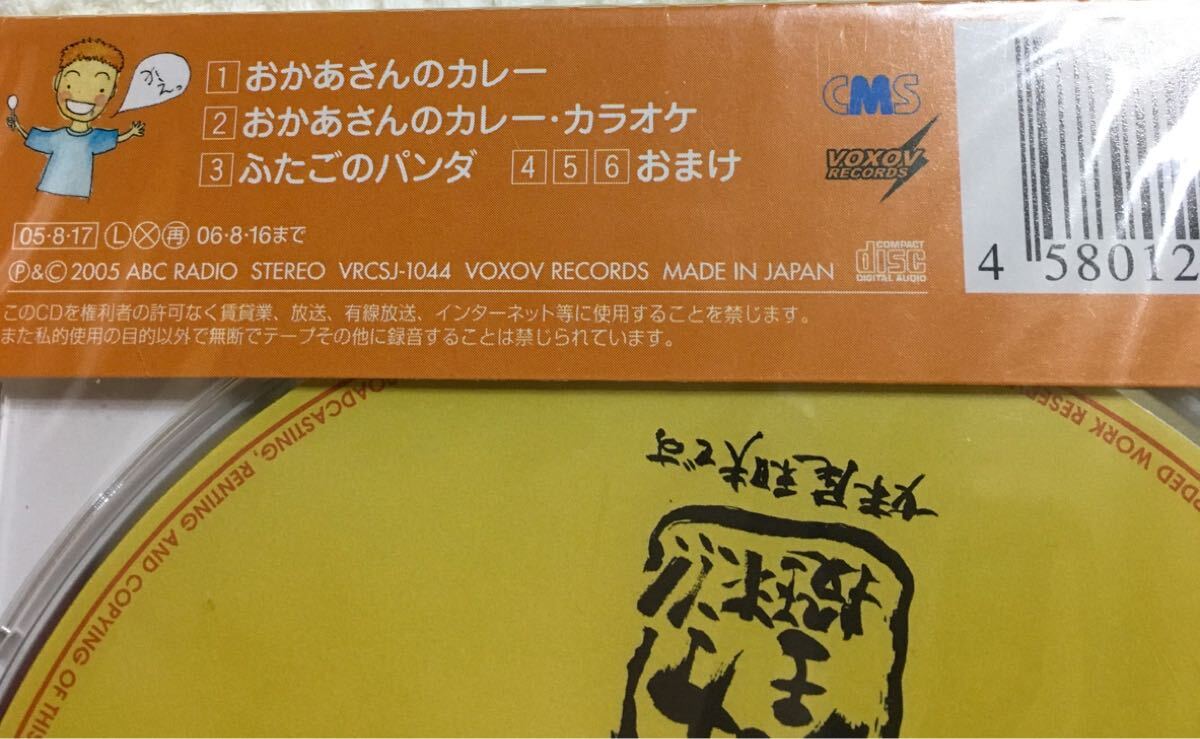 かえっ
1 おかあさんのカレー
2 おかあさんのカレー・カラオケ
3 ふたごのパンダ 4 5 6 おまけ
CMS
VOXOV
RECORDS
05・8・17 L X 再 06・8・16まで
Ⓟ&© 2005 ABC RADIO STEREO VRCSJ-1044 VOXOV RECORDS MADE IN JAPAN
COMPACT
disc
DIGITAL AUDIO
4 58012
このCDを権利者の許可なく賃貸業、放送、有線放送、インターネット等に使用することを禁じます。
また私的使用の目的以外で無断でテープその他に録音することは禁じられています。
OADCASTING, RENTING AND COPYING OF THIS
RDED WORK RESE